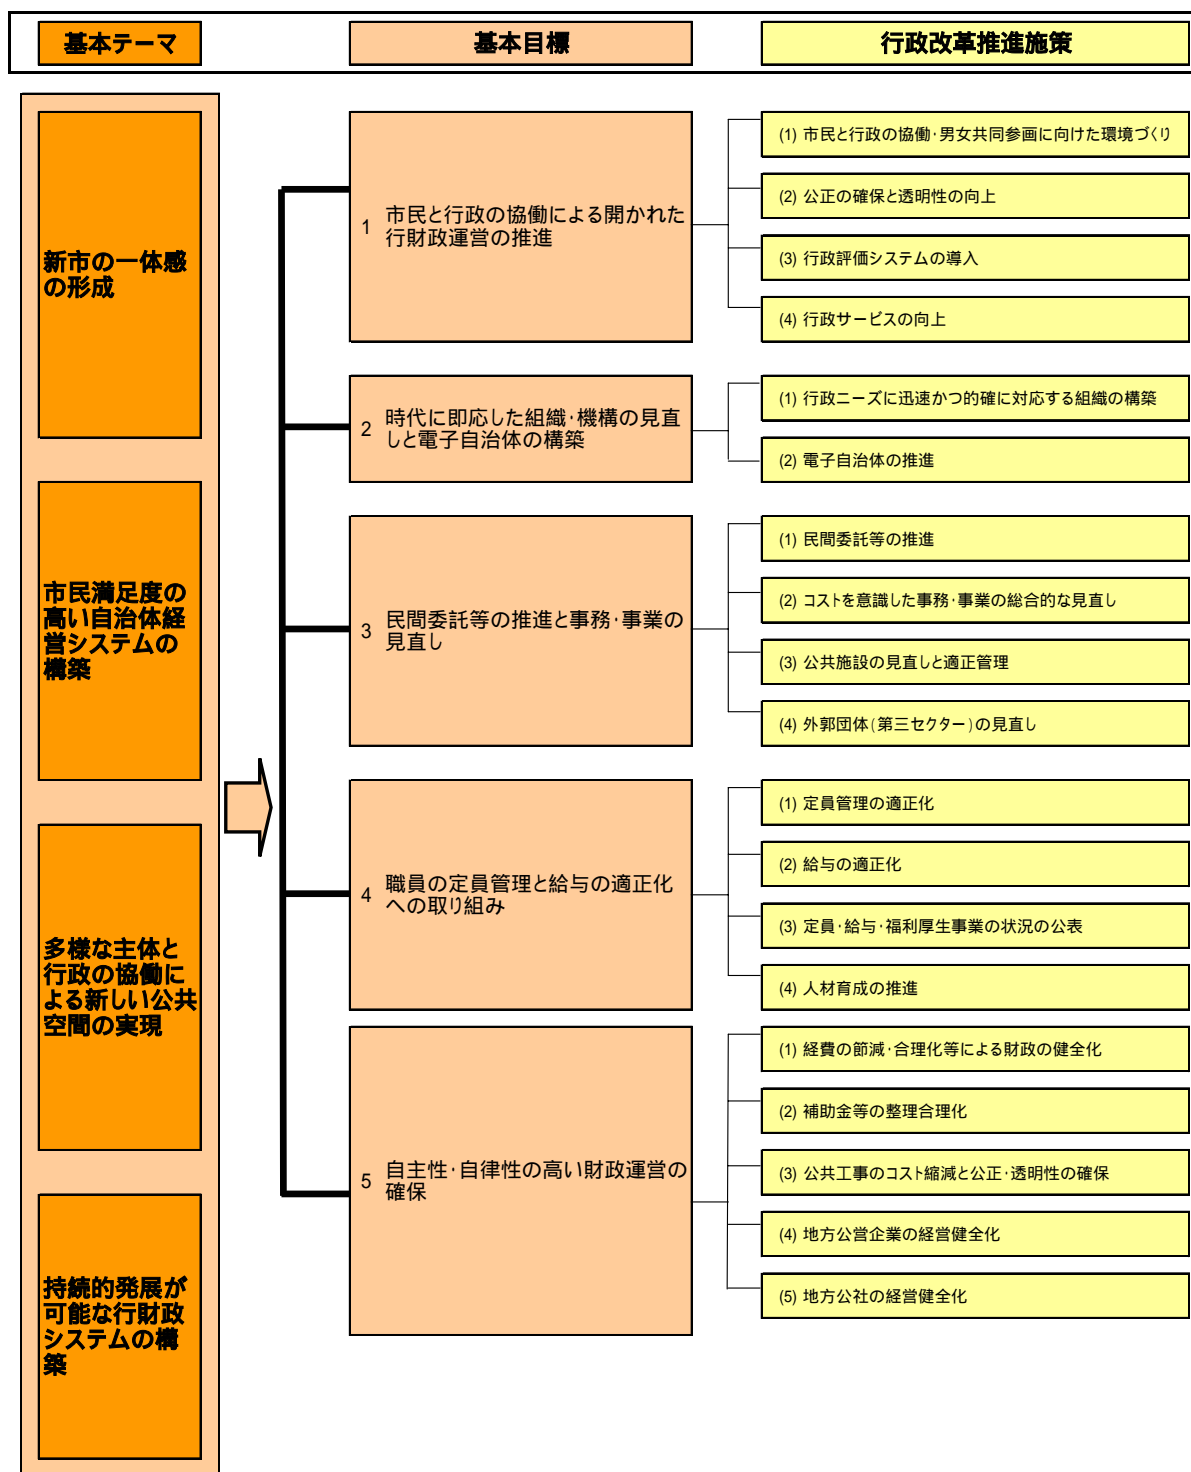 基本テーマ
基本目標
行政改革推進施策
新市の一体感
の形成
市民満足度の
高い自治体経
営システムの
構築
多様な主体と
行政の協働に
よる新しい公共
空間の実現
持続的発展が
可能な行財政
システムの構
築
1 市民と行政の協働による開かれた
行財政運営の推進
(1) 市民と行政の協働・男女共同参画に向けた環境づくり
(2) 公正の確保と透明性の向上
(3) 行政評価システムの導入
(4) 行政サービスの向上
2 時代に即応した組織・機構の見直
しと電子自治体の構築
(1) 行政ニーズに迅速かつ的確に対応する組織の構築
(2) 電子自治体の推進
3 民間委託等の推進と事務・事業の
見直し
(1) 民間委託等の推進
(2) コストを意識した事務・事業の総合的な見直し
(3) 公共施設の見直しと適正管理
(4) 外郭団体(第三セクター)の見直し
4 職員の定員管理と給与の適正化
への取り組み
(1) 定員管理の適正化
(2) 給与の適正化
(3) 定員・給与・福利厚生事業の状況の公表
(4) 人材育成の推進
5 自主性・自律性の高い財政運営の
確保
(1) 経費の節減・合理化等による財政の健全化
(2) 補助金等の整理合理化
(3) 公共工事のコスト縮減と公正・透明性の確保
(4) 地方公営企業の経営健全化
(5) 地方公社の経営健全化